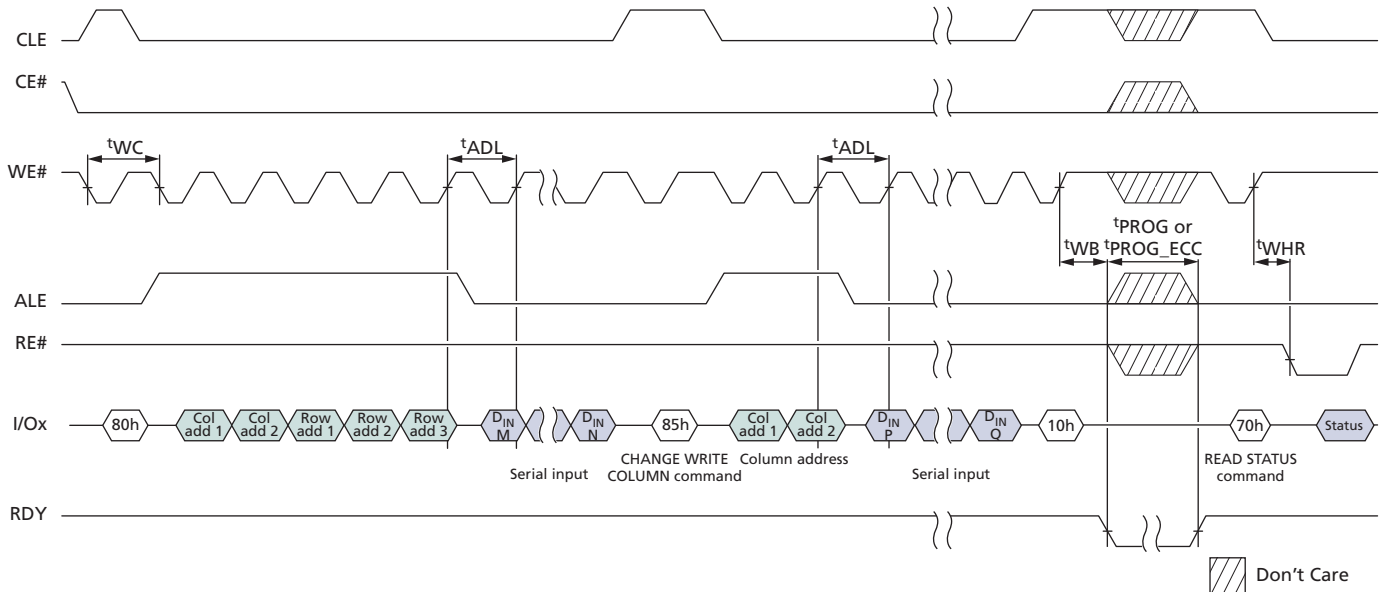 CLE
CE#
tWC
tADL
tADL
WE#
tPROG or
tWB
tPROG_ECC
tWHR
ALE
RE#
I/Ox
80h
Col add 1
Col add 2
Row add 1
Row add 2
Row add 3
DIN M
DIN N
85h
Col add 1
Col add 2
DIN P
DIN Q
10h
70h
Status
Serial input
CHANGE WRITE
COLUMN command
Column address
Serial input
READ STATUS
command
RDY
Don't Care